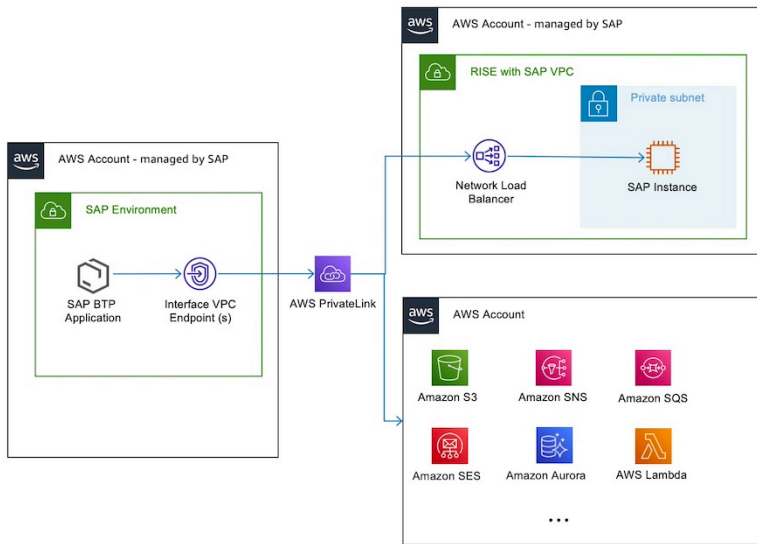 aws
AWS Account - managed by SAP
RISE with SAP VPC
Private subnet
Network Load
Balancer
SAP Instance
aws
AWS Account - managed by SAP
SAP Environment
SAP BTP
Application
Interface VPC
Endpoint (s)
AWS PrivateLink
aws
AWS Account
Amazon S3
Amazon SNS
Amazon SQS
Amazon SES
Amazon Aurora
AWS Lambda
...